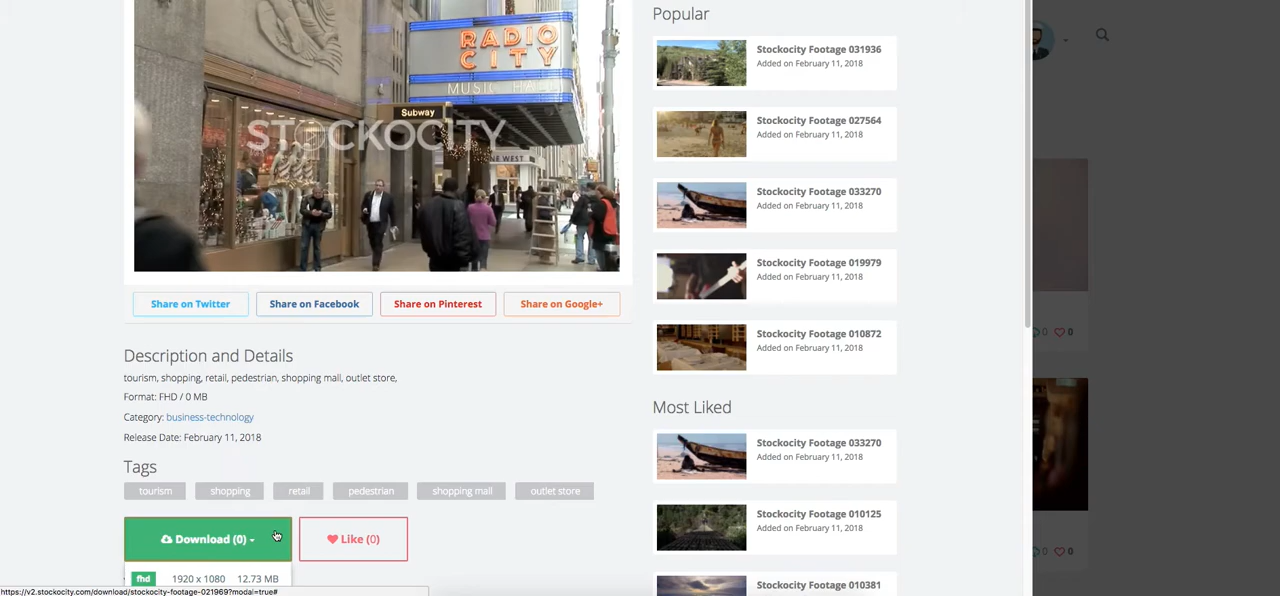 RADIO
CITY
MUSIC HALL
Subway
STOCKOCITY
NE WEST
Share on Twitter
Share on Facebook
Share on Pinterest
Share on Google+
Description and Details
tourism, shopping, retail, pedestrian, shopping mall, outlet store,
Format: FHD / 0 MB
Category: business-technology
Release Date: February 11, 2018
Tags
tourism
shopping
retail
pedestrian
shopping mall
outlet store
Download (0)
Like (0)
fhd 1920 x 1080 12.73 MB
https://v2.stockocity.com/download/stockocity-footage-021969?modal=true#
Popular
Stockocity Footage 031936
Added on February 11, 2018
Stockocity Footage 027564
Added on February 11, 2018
Stockocity Footage 033270
Added on February 11, 2018
Stockocity Footage 019979
Added on February 11, 2018
Stockocity Footage 010872
Added on February 11, 2018
Most Liked
Stockocity Footage 033270
Added on February 11, 2018
Stockocity Footage 010125
Added on February 11, 2018
Stockocity Footage 010381
0 0
0 0